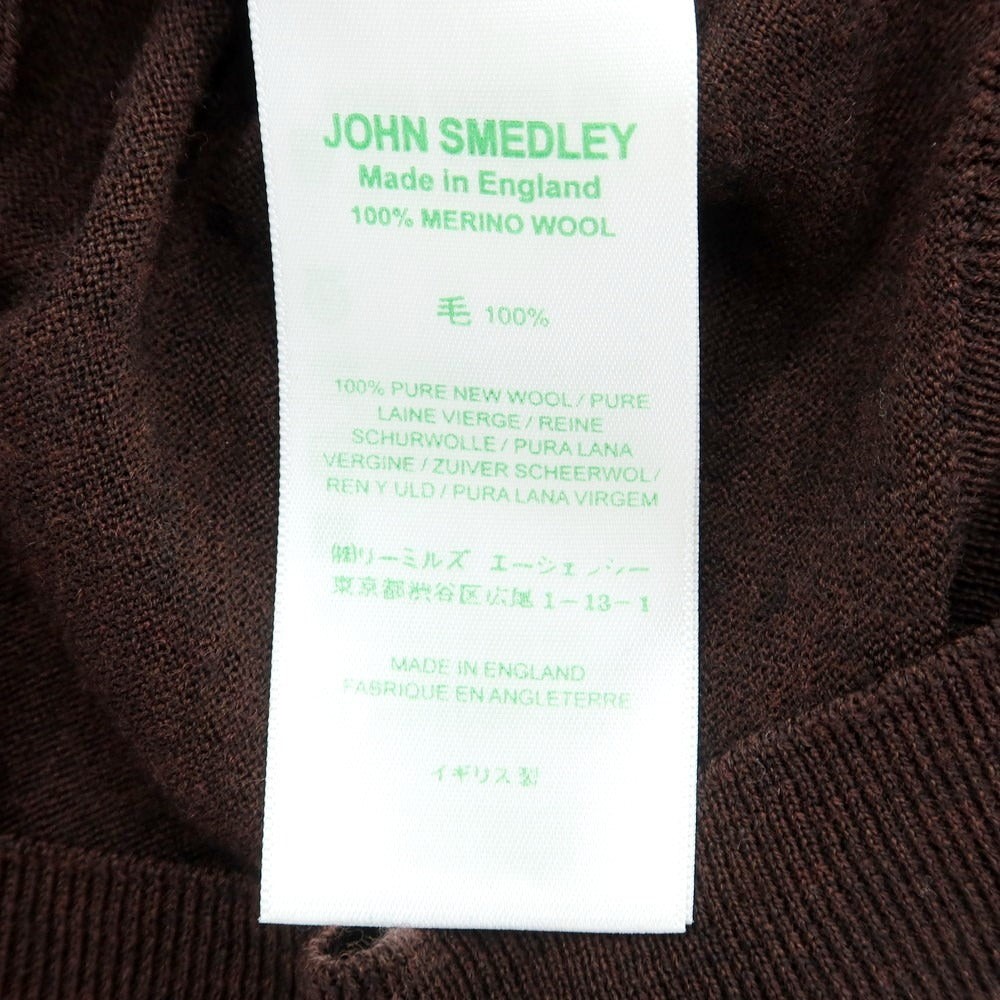 JOHN SMEDLEY
Made in England
100% MERINO WOOL
毛 100%
100% PURE NEW WOOL / PURE
LAINE VIERGE / REINE
SCHURWOLLE / PURA LANA
VERGINE / ZUIVER SCHEERWOL /
REN Y ULD / PURA LANA VIRGEM
㈱リーミルズ エージェンシー
東京都渋谷区広尾 1-13-1
MADE IN ENGLAND
FABRIQUE EN ANGLETERRE
イギリス製